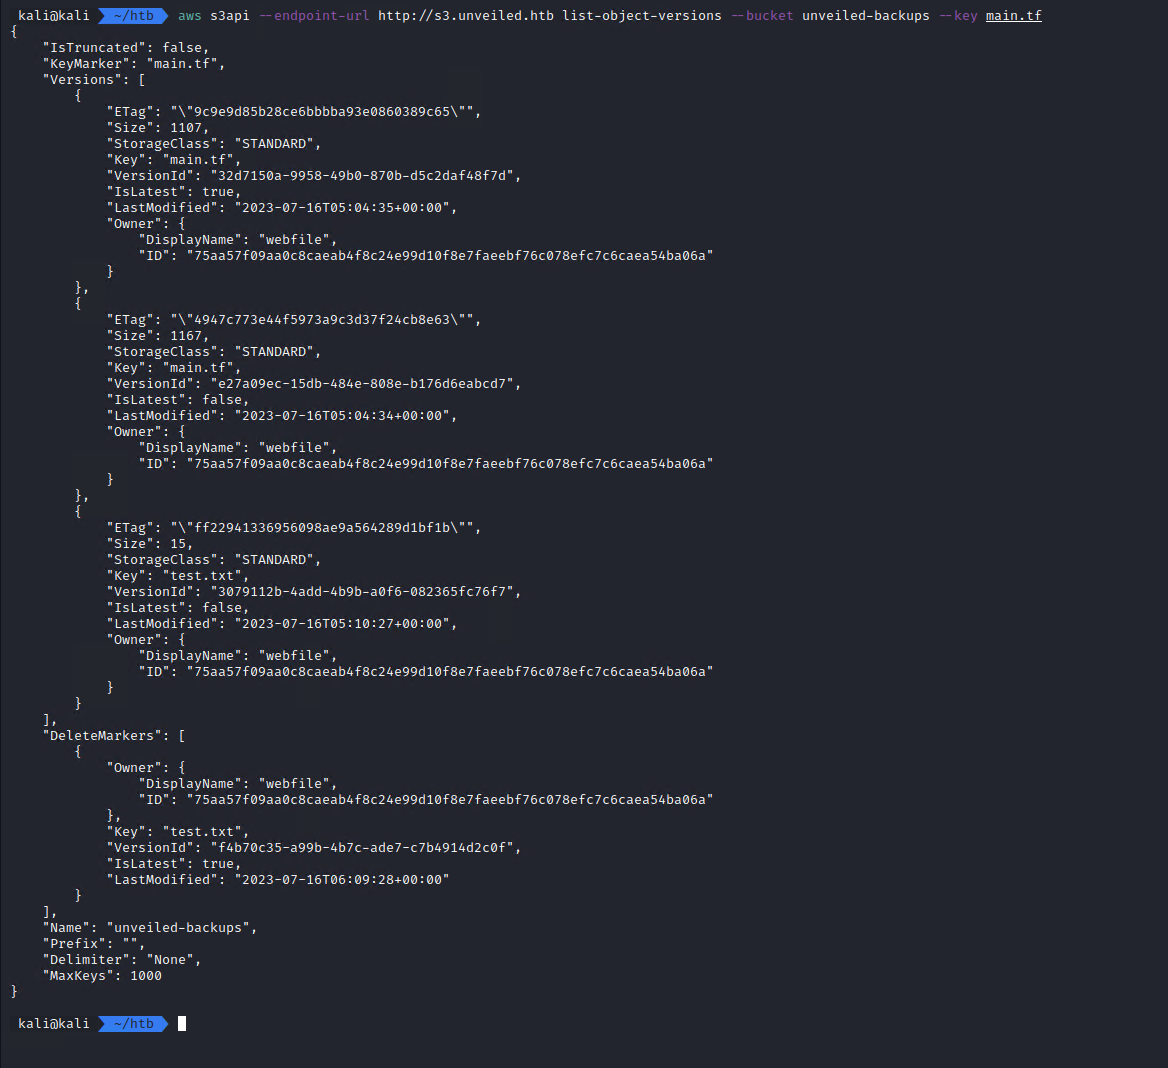 kali@kali ~/htb aws s3api --endpoint-url http://s3.unveiled.htb list-object-versions --bucket unveiled-backups --key main.tf
{
    "IsTruncated": false,
    "KeyMarker": "main.tf",
    "Versions": [
        {
            "ETag": "\"9c9e9d85b28ce6bbbba93e0860389c65\"",
            "Size": 1107,
            "StorageClass": "STANDARD",
            "Key": "main.tf",
            "VersionId": "32d7150a-9958-49b0-870b-d5c2daf48f7d",
            "IsLatest": true,
            "LastModified": "2023-07-16T05:04:35+00:00",
            "Owner": {
                "DisplayName": "webfile",
                "ID": "75aa57f09aa0c8caeab4f8c24e99d10f8e7faeebf76c078efc7c6caea54ba06a"
            }
        },
        {
            "ETag": "\"4947c773e44f5973a9c3d37f24cb8e63\"",
            "Size": 1167,
            "StorageClass": "STANDARD",
            "Key": "main.tf",
            "VersionId": "e27a09ec-15db-484e-808e-b176d6eabcd7",
            "IsLatest": false,
            "LastModified": "2023-07-16T05:04:34+00:00",
            "Owner": {
                "DisplayName": "webfile",
                "ID": "75aa57f09aa0c8caeab4f8c24e99d10f8e7faeebf76c078efc7c6caea54ba06a"
            }
        },
        {
            "ETag": "\"ff22941336956098ae9a564289d1bf1b\"",
            "Size": 15,
            "StorageClass": "STANDARD",
            "Key": "test.txt",
            "VersionId": "3079112b-4add-4b9b-a0f6-082365fc76f7",
            "IsLatest": false,
            "LastModified": "2023-07-16T05:10:27+00:00",
            "Owner": {
                "DisplayName": "webfile",
                "ID": "75aa57f09aa0c8caeab4f8c24e99d10f8e7faeebf76c078efc7c6caea54ba06a"
            }
        }
    ],
    "DeleteMarkers": [
        {
            "Owner": {
                "DisplayName": "webfile",
                "ID": "75aa57f09aa0c8caeab4f8c24e99d10f8e7faeebf76c078efc7c6caea54ba06a"
            },
            "Key": "test.txt",
            "VersionId": "f4b70c35-a99b-4b7c-ade7-c7b4914d2c0f",
            "IsLatest": true,
            "LastModified": "2023-07-16T06:09:28+00:00"
        }
    ],
    "Name": "unveiled-backups",
    "Prefix": "",
    "Delimiter": "None",
    "MaxKeys": 1000
}
kali@kali ~/htb